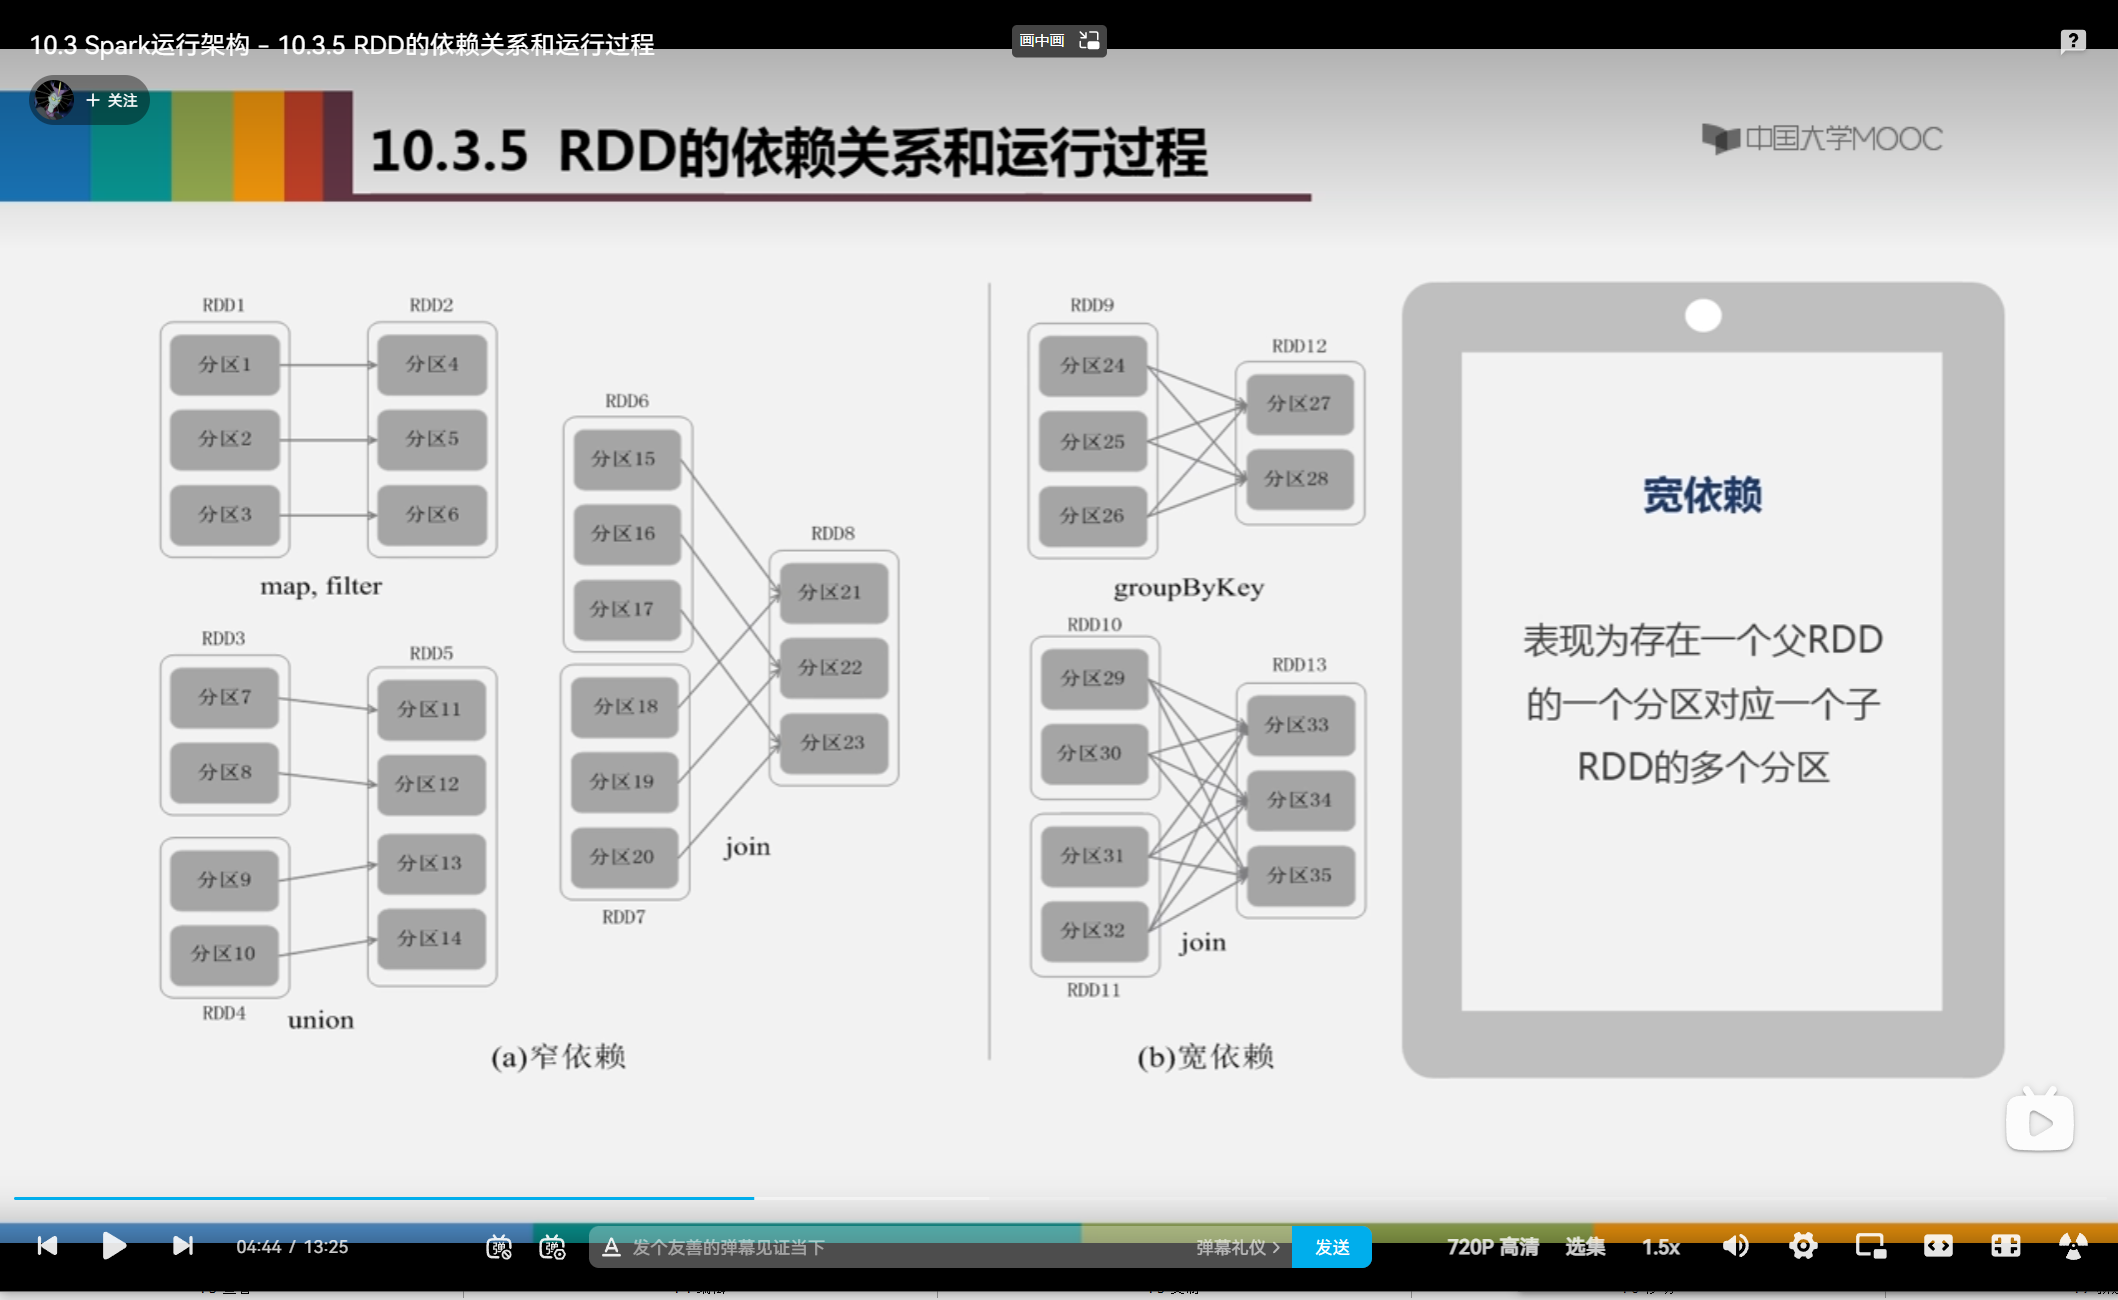 10.3 Spark运行架构 - 10.3.5 RDD的依赖关系和运行过程
画中画
?
+ 关注
10.3.5 RDD的依赖关系和运行过程
中国大学MOOC
RDD1
RDD2
分区1
分区4
分区2
分区5
分区3
分区6
map, filter
RDD3
RDD5
分区7
分区11
分区8
分区12
分区9
分区13
分区10
分区14
RDD4
union
RDD6
分区15
分区16
分区17
RDD8
分区21
分区22
分区23
分区18
分区19
分区20
join
RDD7
(a)窄依赖
RDD9
RDD12
分区24
分区27
分区25
分区28
分区26
groupByKey
RDD10
RDD13
分区29
分区33
分区30
分区34
分区31
分区35
分区32
join
RDD11
(b)宽依赖
宽依赖
表现为存在一个父RDD
的一个分区对应一个子
RDD的多个分区
04:44 / 13:25
弹
弹
A 发个友善的弹幕见证当下
弹幕礼仪 >
发送
720P 高清
选集
1.5x